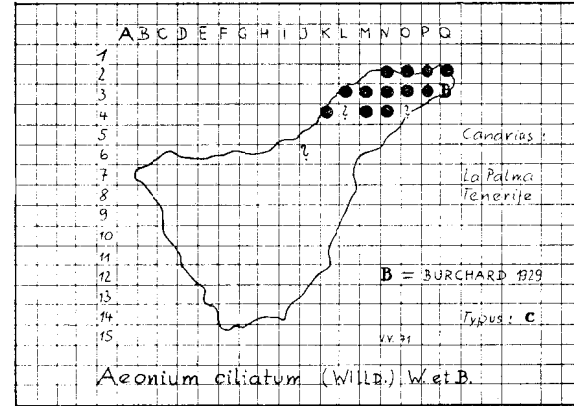 A B C D E F G H I J K L M N O P Q
1
2
3 B
4 ? ?
5 Canarias :
6 ?
7 La Palma
8 Tenerife
9
10
11
12 B = BURCHARD 1929
13
14 Typus : C
15 VV. 71
Aeonium ciliatum (WILLD.) W. et B.